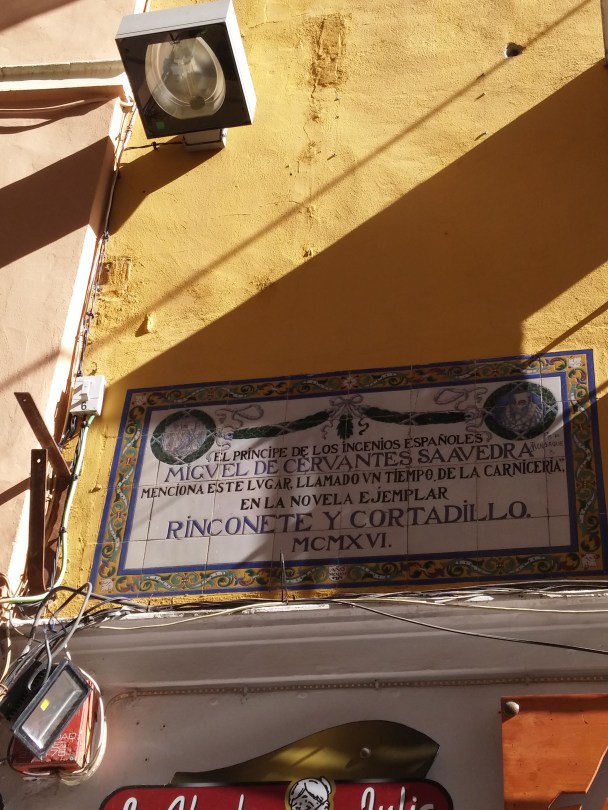 EL PRÍNCIPE DE LOS INGENIOS ESPAÑOLES
MIGVEL DE CERVANTES SAAVEDRA
MENCIONA ESTE LVGAR, LLAMADO VN TIEMPO, DE LA CARNICERIA,
EN LA NOVELA EJEMPLAR
RINCONETE Y CORTADILLO.
MCMXVI.